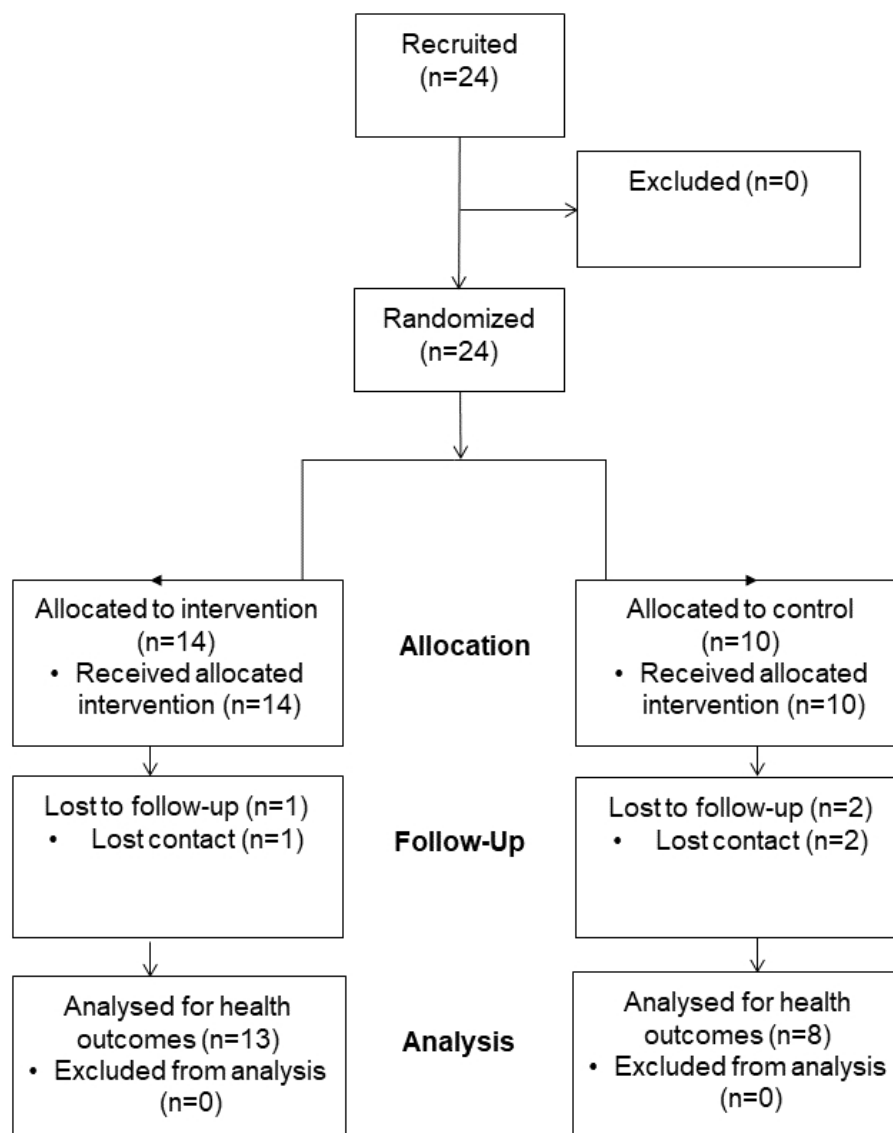 Recruited
(n=24)
Excluded (n=0)
Randomized
(n=24)
Allocated to intervention
(n=14)
• Received allocated
intervention (n=14)
Allocation
Allocated to control
(n=10)
• Received allocated
intervention (n=10)
Lost to follow-up (n=1)
• Lost contact (n=1)
Follow-Up
Lost to follow-up (n=2)
• Lost contact (n=2)
Analysed for health
outcomes (n=13)
• Excluded from analysis
(n=0)
Analysis
Analysed for health
outcomes (n=8)
• Excluded from analysis
(n=0)